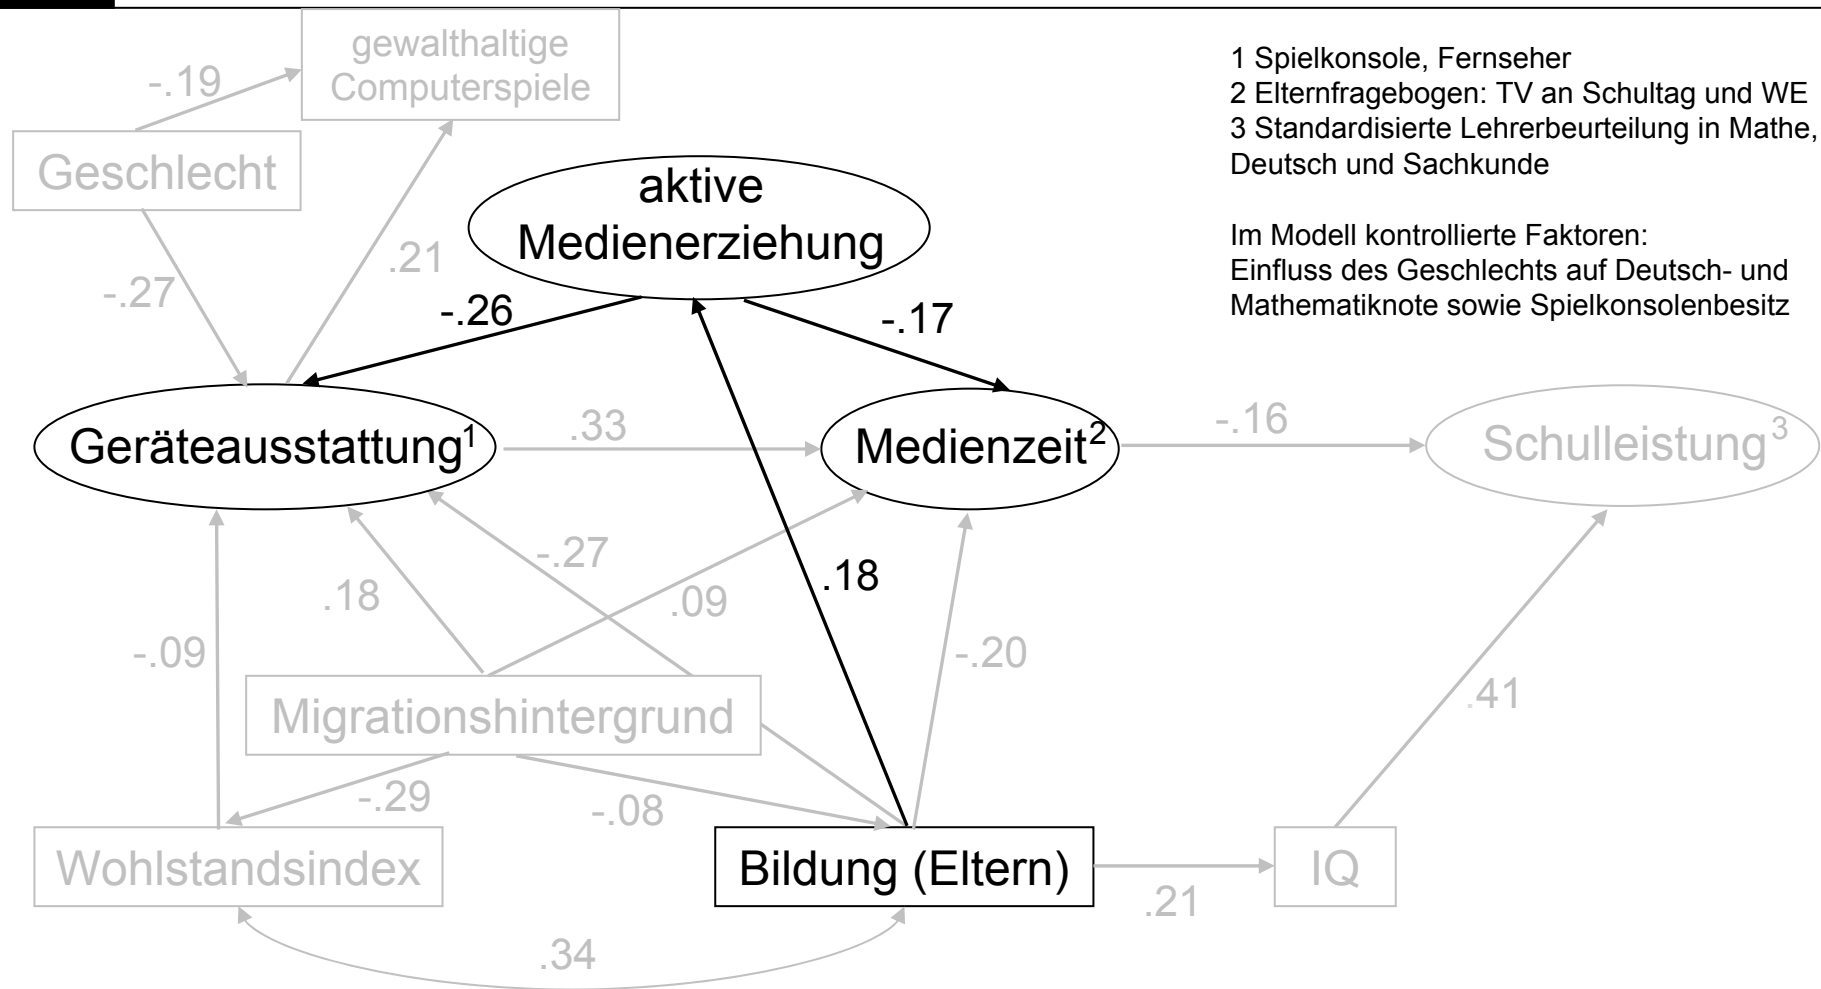 gewalthaltige
Computerspiele
1 Spielkonsole, Fernseher
2 Elternfragebogen: TV an Schultag und WE
3 Standardisierte Lehrerbeurteilung in Mathe,
Deutsch und Sachkunde
Im Modell kontrollierte Faktoren:
Einfluss des Geschlechts auf Deutsch- und
Mathematiknote sowie Spielkonsolenbesitz
-.19
Geschlecht
aktive
Medienerziehung
-.27
.21
-.26
-.17
Geräteausstattung1
.33
Medienzeit2
-.16
Schulleistung3
-.27
.18
.09
.18
-.09
-.20
Migrationshintergrund
.41
-.29
-.08
Wohlstandsindex
Bildung (Eltern)
.21
IQ
.34